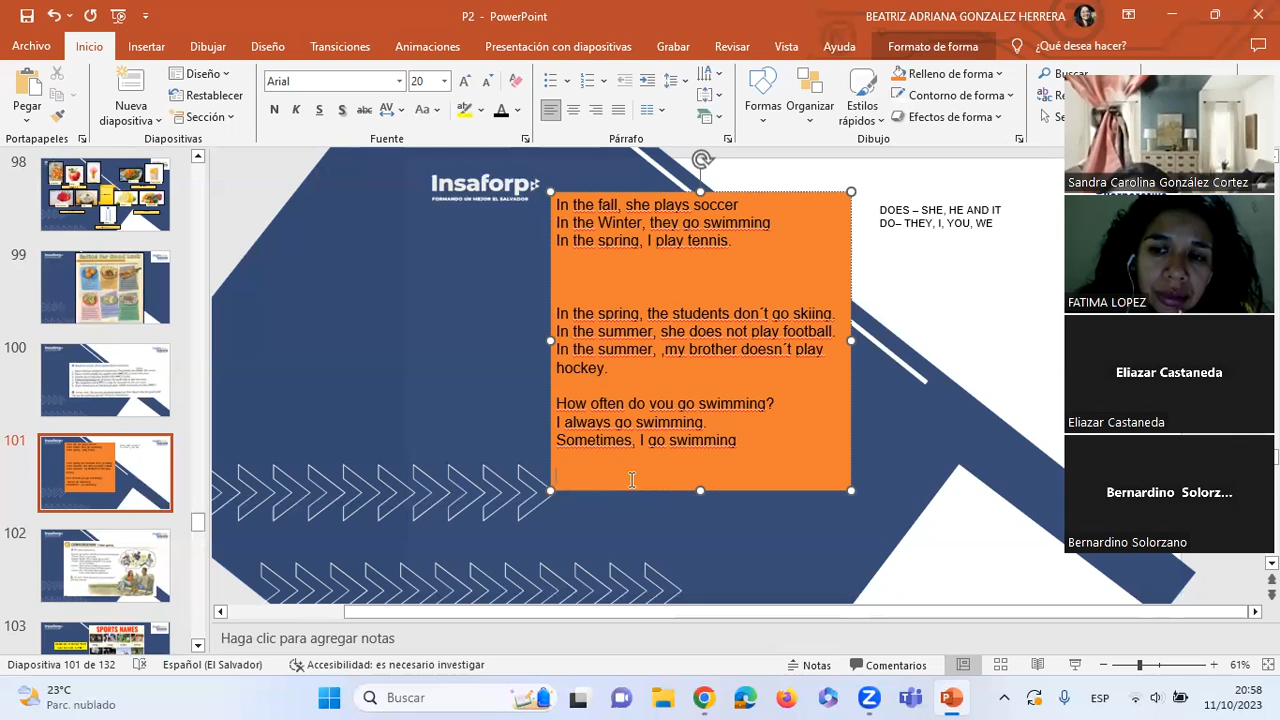 P2 - PowerPoint
BEATRIZ ADRIANA GONZALEZ HERRERA
Archivo Inicio Insertar Dibujar Diseño Transiciones Animaciones Presentación con diapositivas Grabar Revisar Vista Ayuda Formato de forma ¿Qué desea hacer?
Pegar
Nueva diapositiva
Diseño
Restablecer
Sección
Arial 20
N K S abc AV Aa
Formas Organizar Estilos rápidos
Relleno de forma
Contorno de forma
Efectos de forma
Buscar
Portapapeles Diapositivas Fuente Párrafo Dibujo
98
99
100
101
102
103
SPORTS NAMES
Insaforp
FORMANDO UN MEJOR EL SALVADOR
In the fall, she plays soccer
In the Winter, they go swimming
In the spring, I play tennis.
In the spring, the students don´t go skiing.
In the summer, she does not play football.
In the summer, ,my brother doesn´t play
hockey.
How often do you go swimming?
I always go swimming.
Sometimes, I go swimming
DOES – SHE, HE AND IT
DO– THEY, I, YOU, WE
Sandra Carolina González Cortez
FATIMA LOPEZ
Eliazar Castaneda
Eliazar Castaneda
Bernardino Solorz...
Bernardino Solorzano
Haga clic para agregar notas
Diapositiva 101 de 132 Español (El Salvador) Accesibilidad: es necesario investigar Notas Comentarios 61%
23°C
Parc. nublado
Buscar
ESP
20:58
11/10/2023